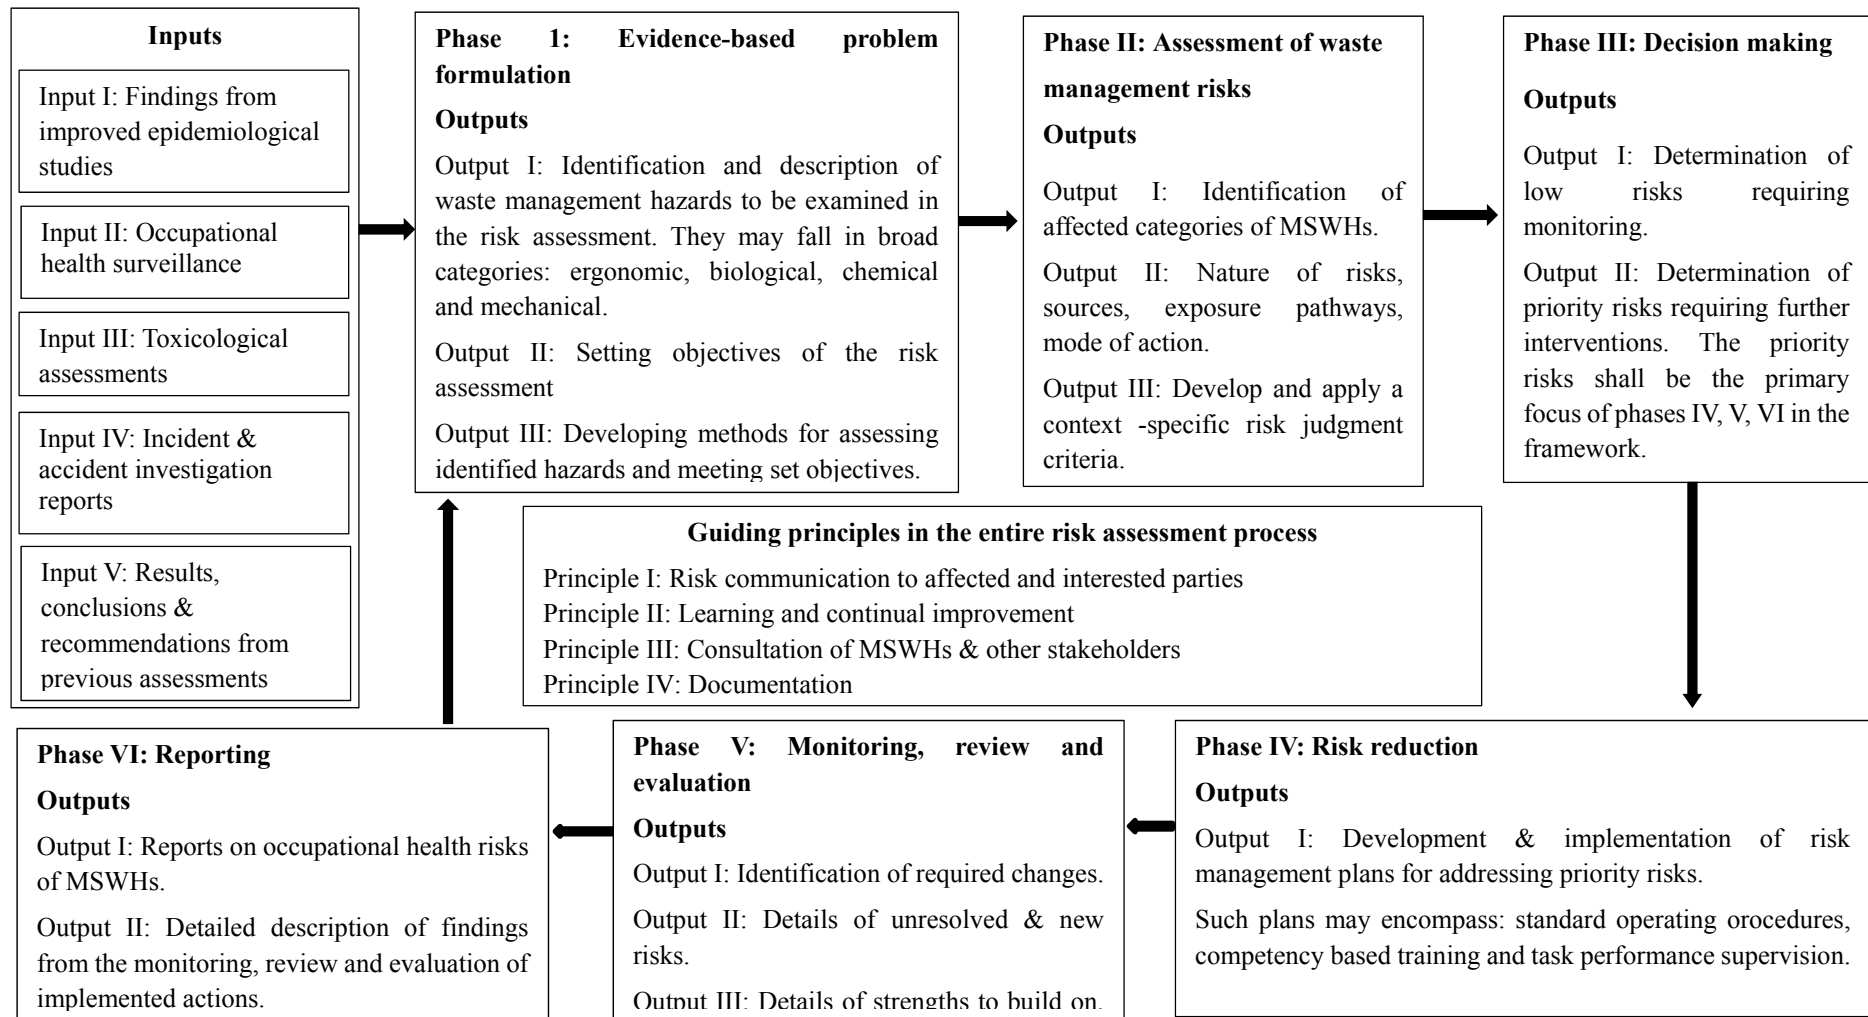 Inputs
Input I: Findings from
improved epidemiological
studies
Input II: Occupational
health surveillance
Input III: Toxicological
assessments
Input IV: Incident &
accident investigation
reports
Input V: Results,
conclusions &
recommendations from
previous assessments
Phase 1: Evidence-based problem
formulation
Outputs
Output I: Identification and description of
waste management hazards to be examined in
the risk assessment. They may fall in broad
categories: ergonomic, biological, chemical
and mechanical.
Output II: Setting objectives of the risk
assessment
Output III: Developing methods for assessing
identified hazards and meeting set objectives.
Phase II: Assessment of waste
management risks
Outputs
Output I: Identification of
affected categories of MSWHs.
Output II: Nature of risks,
sources, exposure pathways,
mode of action.
Output III: Develop and apply a
context -specific risk judgment
criteria.
Phase III: Decision making
Outputs
Output I: Determination of
low risks requiring
monitoring.
Output II: Determination of
priority risks requiring further
interventions. The priority
risks shall be the primary
focus of phases IV, V, VI in the
framework.
Guiding principles in the entire risk assessment process
Principle I: Risk communication to affected and interested parties
Principle II: Learning and continual improvement
Principle III: Consultation of MSWHs & other stakeholders
Principle IV: Documentation
Phase VI: Reporting
Outputs
Output I: Reports on occupational health risks
of MSWHs.
Output II: Detailed description of findings
from the monitoring, review and evaluation of
implemented actions.
Phase V: Monitoring, review and
evaluation
Outputs
Output I: Identification of required changes.
Output II: Details of unresolved & new
risks.
Output III: Details of strengths to build on.
Phase IV: Risk reduction
Outputs
Output I: Development & implementation of risk
management plans for addressing priority risks.
Such plans may encompass: standard operating orocedures,
competency based training and task performance supervision.